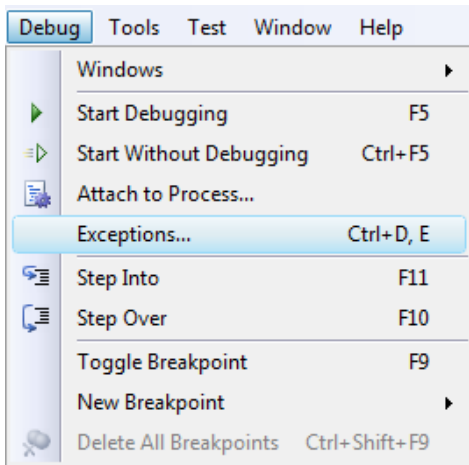 Debug Tools Test Window Help
Windows
Start Debugging F5
Start Without Debugging Ctrl+F5
Attach to Process...
Exceptions... Ctrl+D, E
Step Into F11
Step Over F10
Toggle Breakpoint F9
New Breakpoint
Delete All Breakpoints Ctrl+Shift+F9